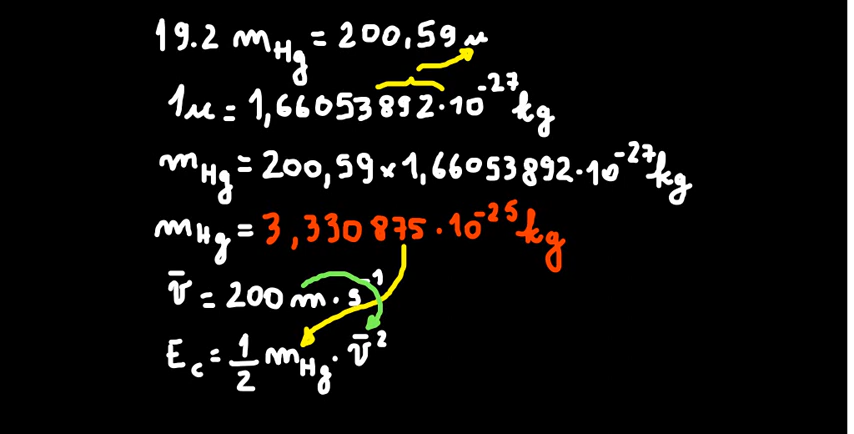 19.2 m_Hg = 200,59 u
1u = 1,66053892·10^-27 kg
m_Hg = 200,59 × 1,66053892·10^-27 kg
m_Hg = 3,330875·10^-25 kg
v̄ = 200 m·s^-1
E_c = 1/2 m_Hg · v̄^2